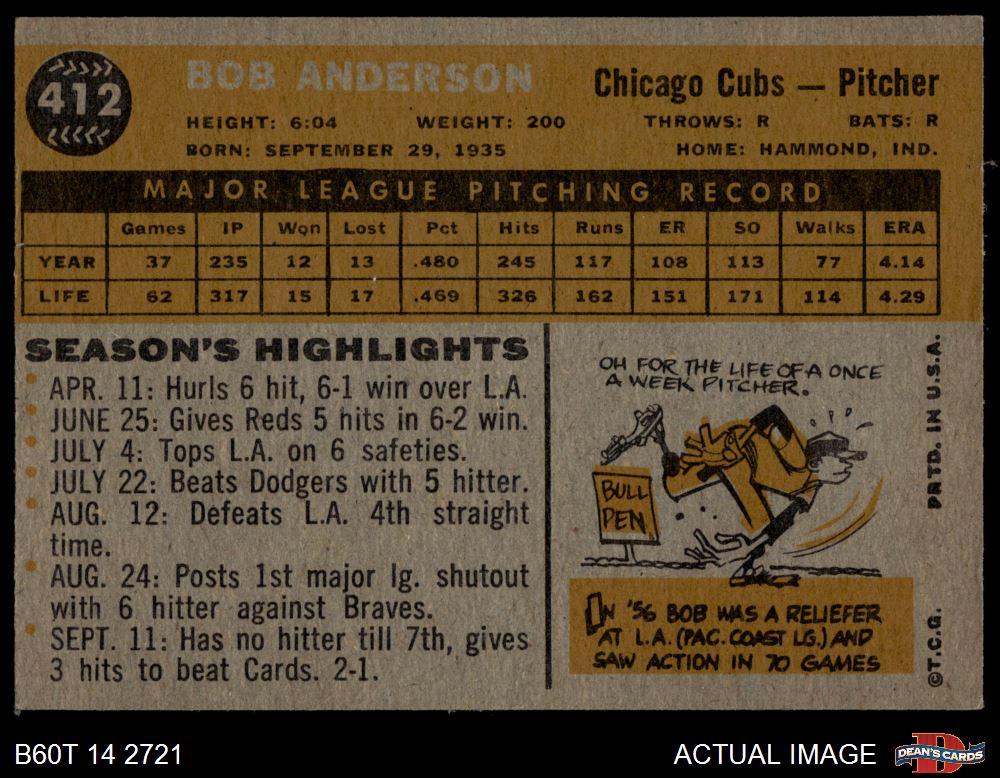 412
BOB ANDERSON
Chicago Cubs — Pitcher
HEIGHT: 6:04 WEIGHT: 200 THROWS: R BATS: R
BORN: SEPTEMBER 29, 1935 HOME: HAMMOND, IND.
MAJOR LEAGUE PITCHING RECORD
Games IP Won Lost Pct Hits Runs ER SO Walks ERA
YEAR 37 235 12 13 .480 245 117 108 113 77 4.14
LIFE 62 317 15 17 .469 326 162 151 171 114 4.29
SEASON'S HIGHLIGHTS
APR. 11: Hurls 6 hit, 6-1 win over L.A.
JUNE 25: Gives Reds 5 hits in 6-2 win.
JULY 4: Tops L.A. on 6 safeties.
JULY 22: Beats Dodgers with 5 hitter.
AUG. 12: Defeats L.A. 4th straight
time.
AUG. 24: Posts 1st major lg. shutout
with 6 hitter against Braves.
SEPT. 11: Has no hitter till 7th, gives
3 hits to beat Cards. 2-1.
OH FOR THE LIFE OF A ONCE
A WEEK PITCHER.
BULL
PEN
IN '56 BOB WAS A RELIEFER
AT L.A. (PAC. COAST LG.) AND
SAW ACTION IN 70 GAMES
PRTD. IN U.S.A.
©T.C.G.
B60T 14 2721
ACTUAL IMAGE
DEAN'S CARDS